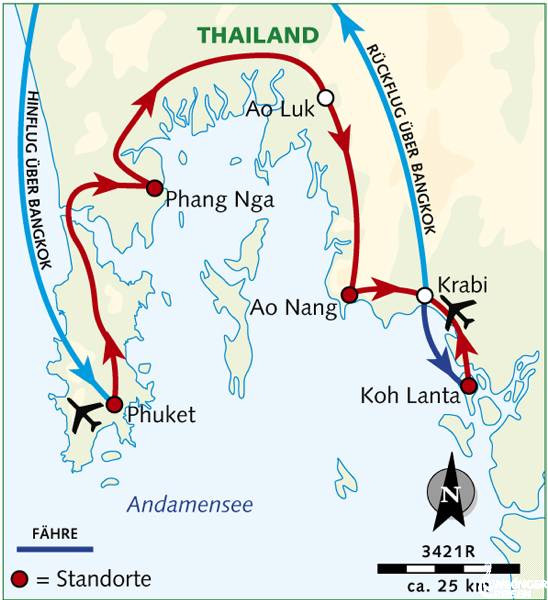 THAILAND
HINFLUG ÜBER BANGKOK
RÜCKFLUG ÜBER BANGKOK
Ao Luk
Phang Nga
Krabi
Ao Nang
Koh Lanta
Phuket
Andamensee
N
FÄHRE
= Standorte
3421R
ca. 25 km